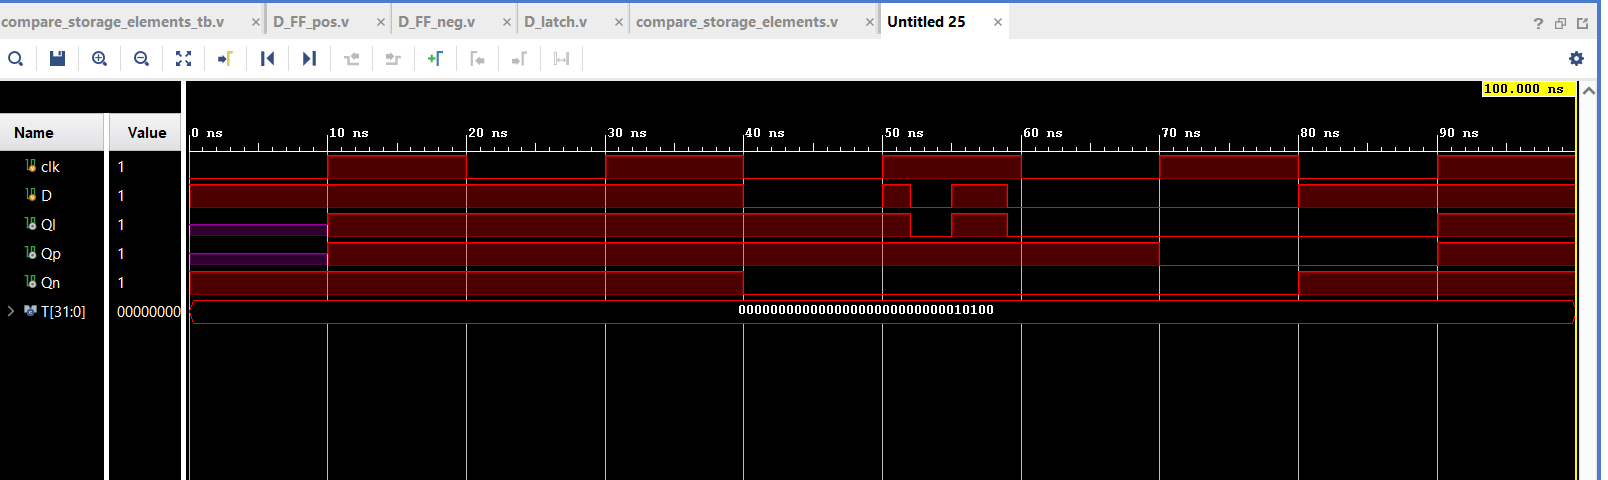 compare_storage_elements_tb.v × D_FF_pos.v × D_FF_neg.v × D_latch.v × compare_storage_elements.v × Untitled 25 × ?
100.000 ns
Name Value 0 ns 10 ns 20 ns 30 ns 40 ns 50 ns 60 ns 70 ns 80 ns 90 ns
clk 1
D 1
Ql 1
Qp 1
Qn 1
T[31:0] 00000000 00000000000000000000000000010100